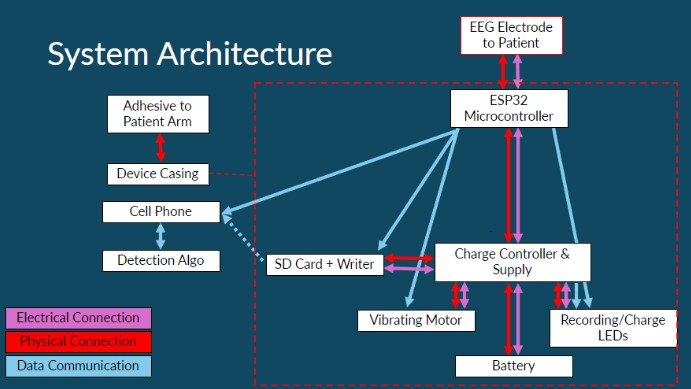 System Architecture
EEG Electrode
to Patient
Adhesive to
Patient Arm
ESP32
Microcontroller
Device Casing
Cell Phone
Detection Algo
SD Card + Writer
Charge Controller &
Supply
Vibrating Motor
Recording/Charge
LEDs
Battery
Electrical Connection
Physical Connection
Data Communication